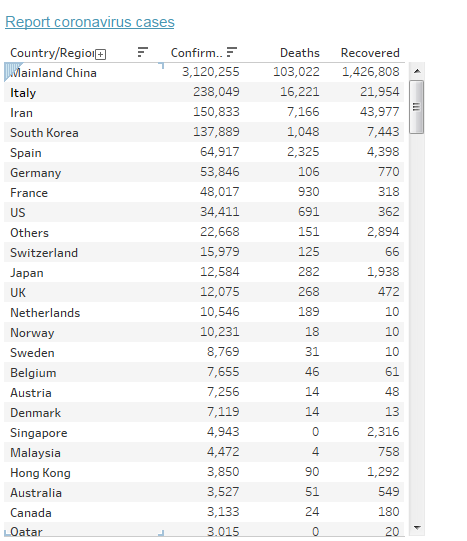 Report coronavirus cases
Country/Region Confirm.. Deaths Recovered
Mainland China 3,120,255 103,022 1,426,808
Italy 238,049 16,221 21,954
Iran 150,833 7,166 43,977
South Korea 137,889 1,048 7,443
Spain 64,917 2,325 4,398
Germany 53,846 106 770
France 48,017 930 318
US 34,411 691 362
Others 22,668 151 2,894
Switzerland 15,979 125 66
Japan 12,584 282 1,938
UK 12,075 268 472
Netherlands 10,546 189 10
Norway 10,231 18 10
Sweden 8,769 31 10
Belgium 7,655 46 61
Austria 7,256 14 48
Denmark 7,119 14 13
Singapore 4,943 0 2,316
Malaysia 4,472 4 758
Hong Kong 3,850 90 1,292
Australia 3,527 51 549
Canada 3,133 24 180
Qatar 3,015 0 20